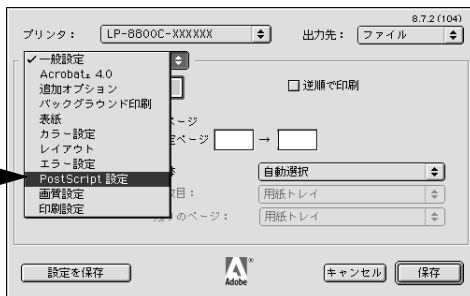 8.7.2 (104)
プリンタ： LP-8800C-XXXXXX 出力先： ファイル
✓一般設定
Acrobat™ 4.0
追加オプション
バックグラウンド印刷
表紙
カラー設定
レイアウト
エラー設定
PostScript 設定
画質設定
印刷設定
逆順で印刷
ページ
ページ →
自動選択
目： 用紙トレイ
のページ： 用紙トレイ
設定を保存 Adobe キャンセル 保存